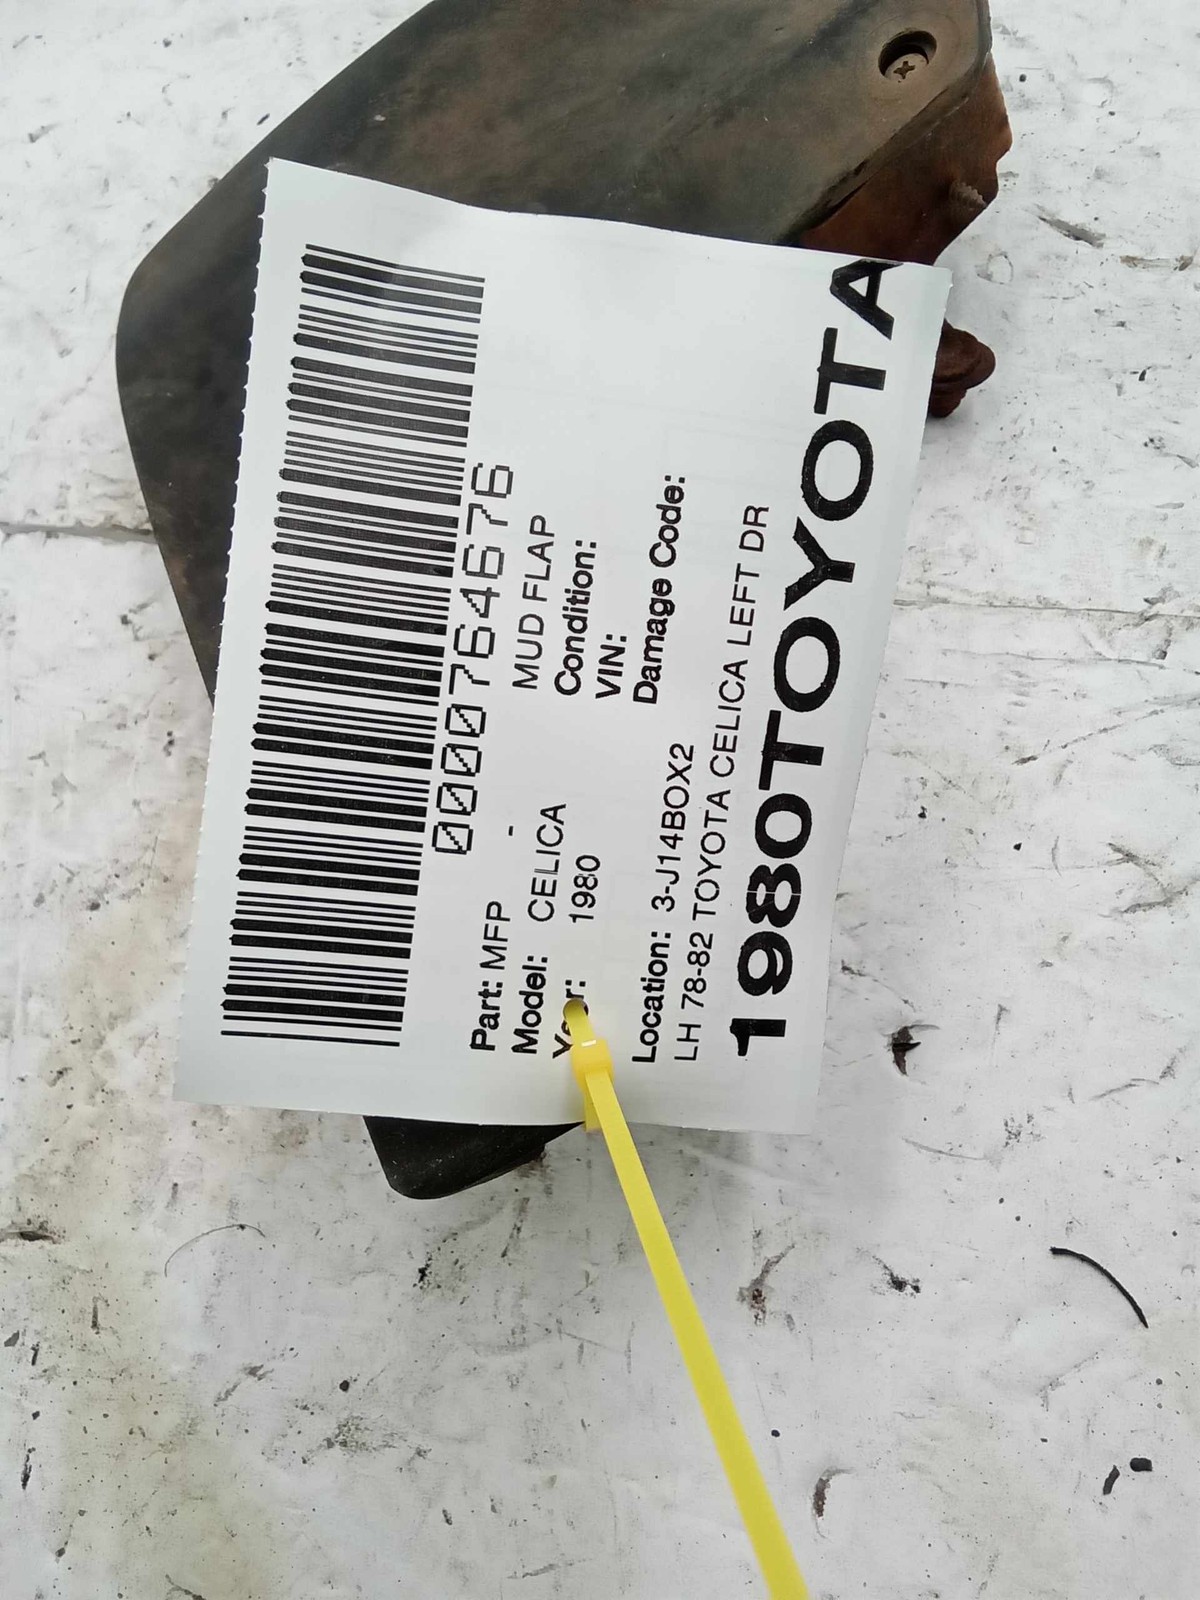 0000764676
Part: MFP - MUD FLAP
Model: CELICA Condition:
Year: 1980 VIN:
Damage Code:
Location: 3-J14BOX2
LH 78-82 TOYOTA CELICA LEFT DR
1980TOYOTA